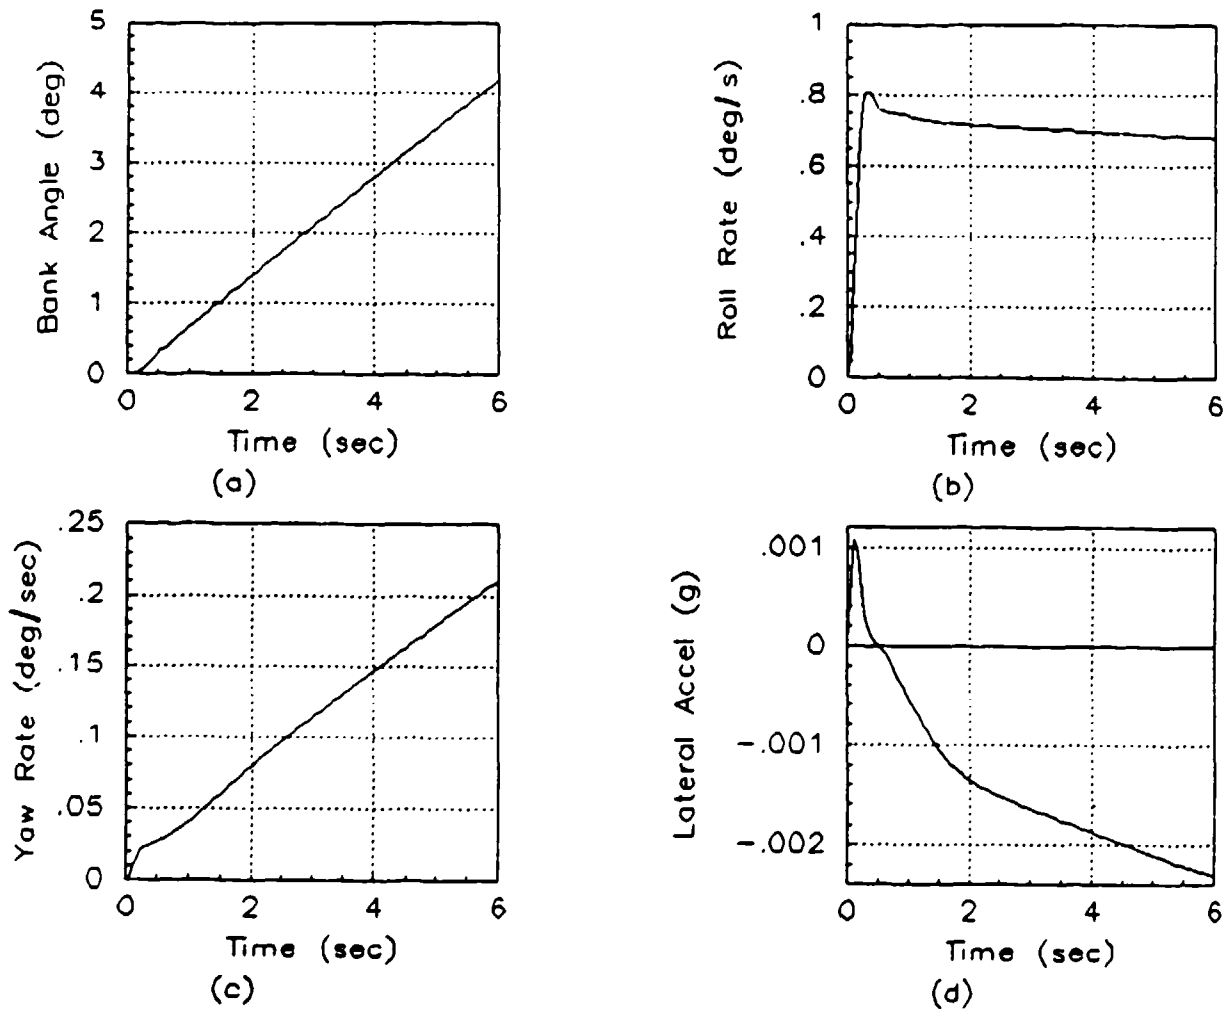 Bank Angle (deg)
5
4
3
2
1
0
0 2 4 6
Time (sec)
(a)
Roll Rate (deg/s)
1
.8
.6
.4
.2
0
0 2 4 6
Time (sec)
(b)
Yaw Rate (deg/sec)
.25
.2
.15
.1
.05
0
0 2 4 6
Time (sec)
(c)
Lateral Accel (g)
.001
0
-.001
-.002
0 2 4 6
Time (sec)
(d)